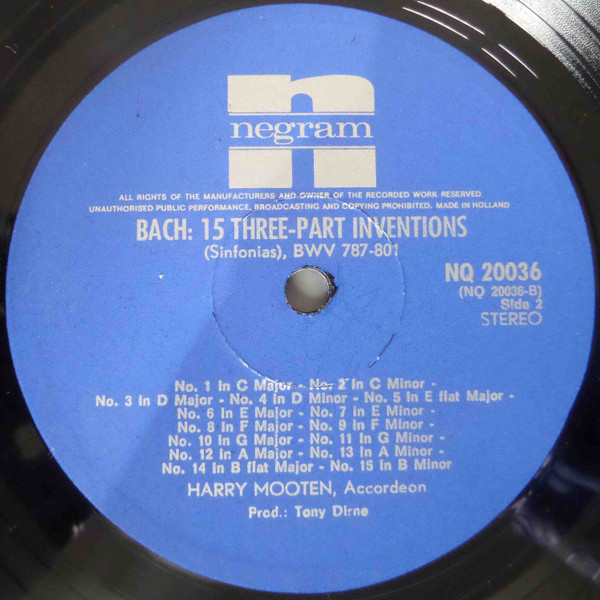 n
negram
ALL RIGHTS OF THE MANUFACTURERS AND OWNER OF THE RECORDED WORK RESERVED
UNAUTHORISED PUBLIC PERFORMANCE, BROADCASTING AND COPYING PROHIBITED. MADE IN HOLLAND
BACH: 15 THREE-PART INVENTIONS
(Sinfonias), BWV 787-801
NQ 20036
(NQ 20036-B)
Side 2
STEREO
No. 1 In C Major - No. 2 In C Minor -
No. 3 In D Major - No. 4 In D Minor - No. 5 In E flat Major -
No. 6 In E Major - No. 7 in E Minor -
No. 8 in F Major - No. 9 in F Minor -
No. 10 in G Major - No. 11 in G Minor -
No. 12 in A Major - No. 13 in A Minor -
No. 14 in B flat Major - No. 15 in B Minor
HARRY MOOTEN, Accordeon
Prod.: Tony Dirne